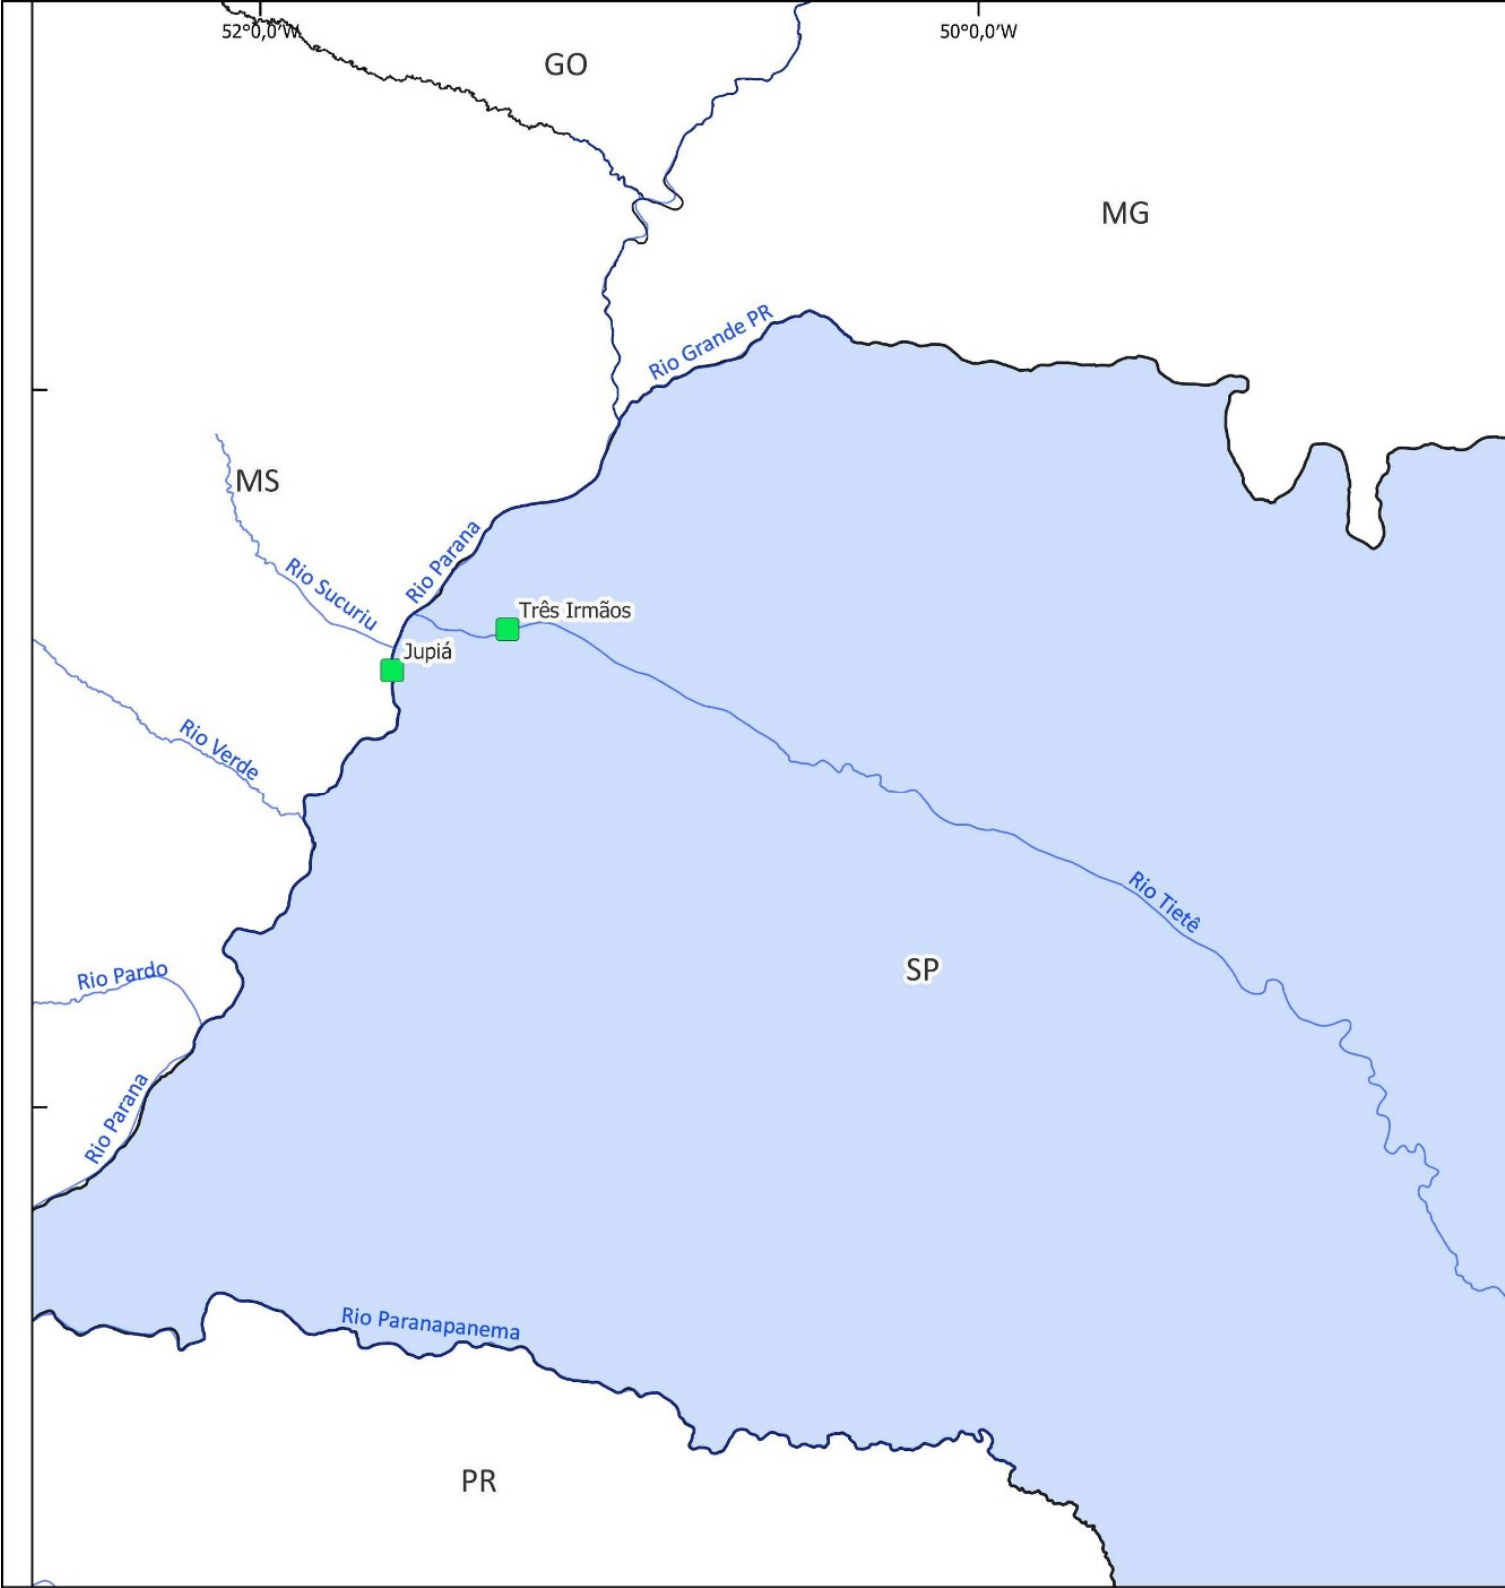 52°0,0'W
50°0,0'W
GO
MG
Rio Grande PR
MS
Rio Parana
Rio Sucuriu
Três Irmãos
Jupiá
Rio Verde
Rio Tietê
SP
Rio Pardo
Rio Parana
Rio Paranapanema
PR